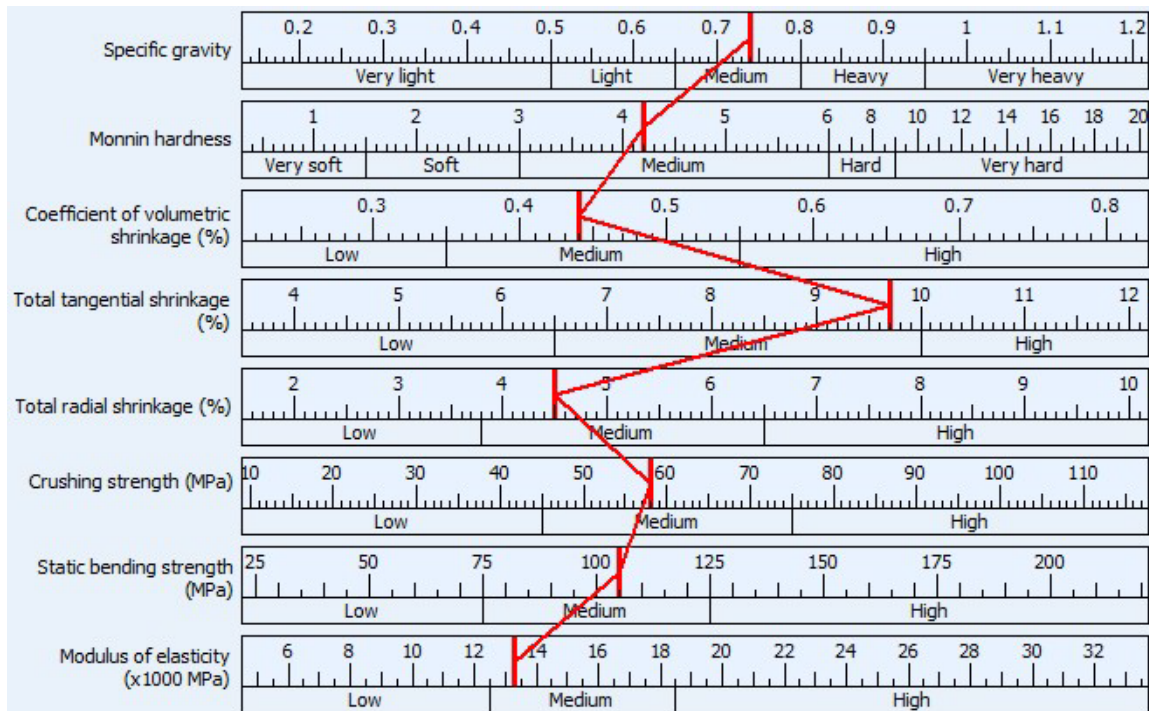 Specific gravity
0.2 0.3 0.4 0.5 0.6 0.7 0.8 0.9 1 1.1 1.2
Very light Light Medium Heavy Very heavy
Monnin hardness
1 2 3 4 5 6 8 10 12 14 16 18 20
Very soft Soft Medium Hard Very hard
Coefficient of volumetric
shrinkage (%)
0.3 0.4 0.5 0.6 0.7 0.8
Low Medium High
Total tangential shrinkage
(%)
4 5 6 7 8 9 10 11 12
Low Medium High
Total radial shrinkage (%)
2 3 4 5 6 7 8 9 10
Low Medium High
Crushing strength (MPa)
10 20 30 40 50 60 70 80 90 100 110
Low Medium High
Static bending strength
(MPa)
25 50 75 100 125 150 175 200
Low Medium High
Modulus of elasticity
(x1000 MPa)
6 8 10 12 14 16 18 20 22 24 26 28 30 32
Low Medium High